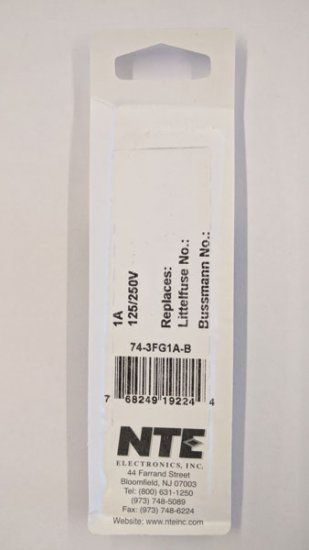 1A
125/250V
Replaces:
Littelfuse No.:
Bussmann No.:
74-3FG1A-B
7 68249 19224 4
NTE
ELECTRONICS, INC.
44 Farrand Street
Bloomfield, NJ 07003
Tel: (800) 631-1250
(973) 748-5089
Fax: (973) 748-6224
Website: www.nteinc.com